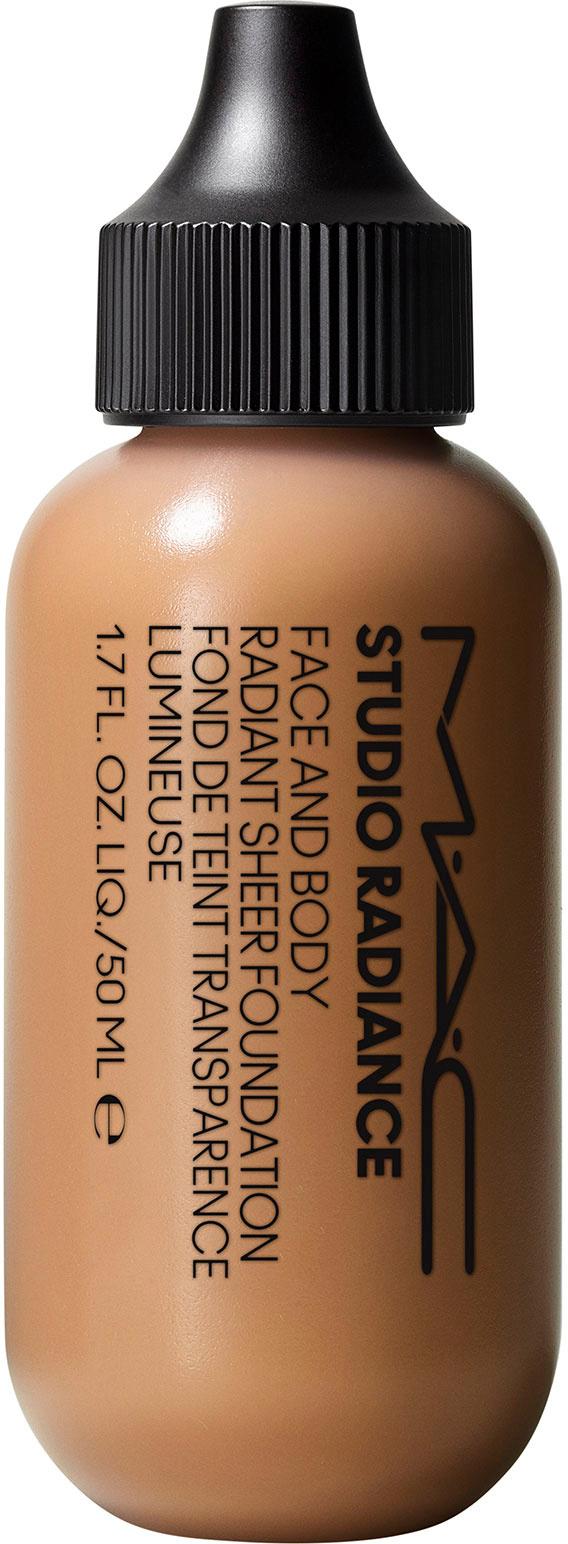 MAC
STUDIO RADIANCE
FACE AND BODY
RADIANT SHEER FOUNDATION
FOND DE TEINT TRANSPARENCE
LUMINEUSE
1.7 FL. OZ. LIQ./50 ML ℮